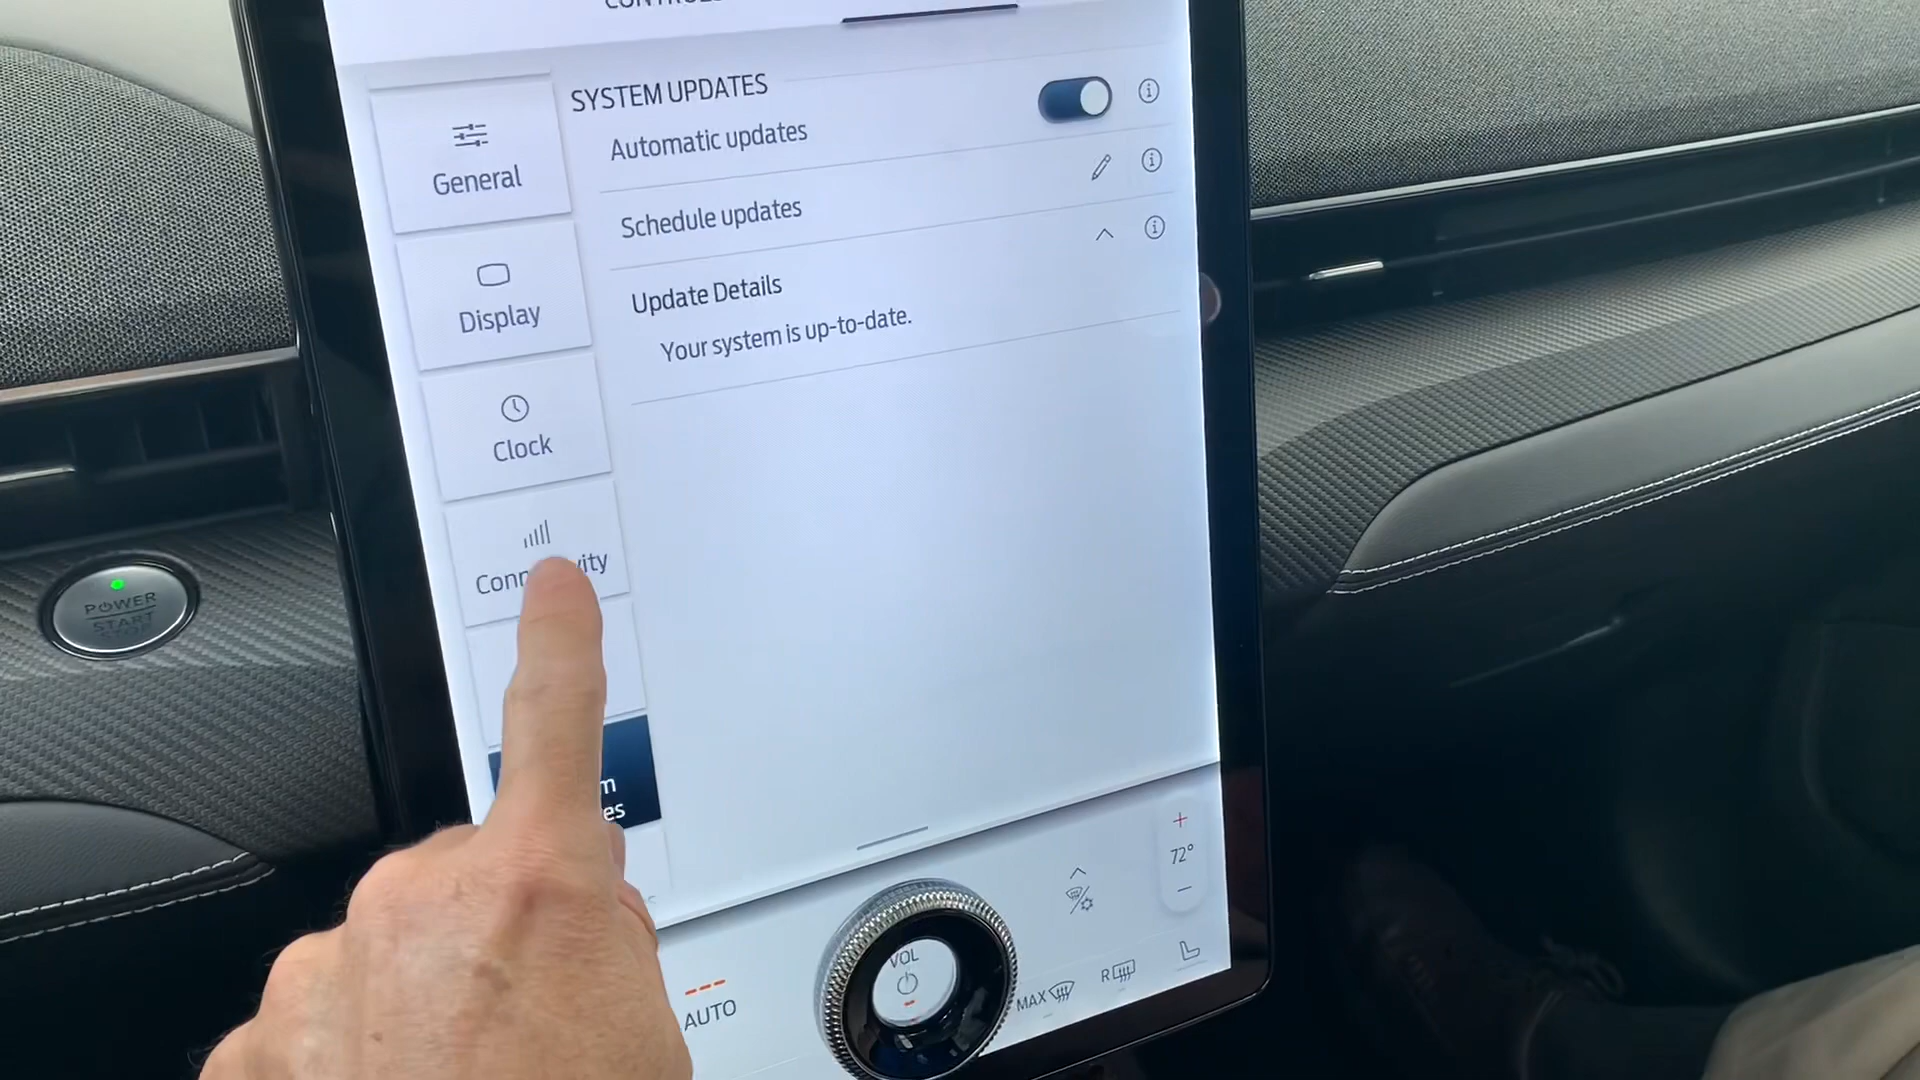 SYSTEM UPDATES
General
Automatic updates
Schedule updates
Display
Update Details
Your system is up-to-date.
Clock
POWER
START
STOP
72°
VOL
AUTO
MAX
R